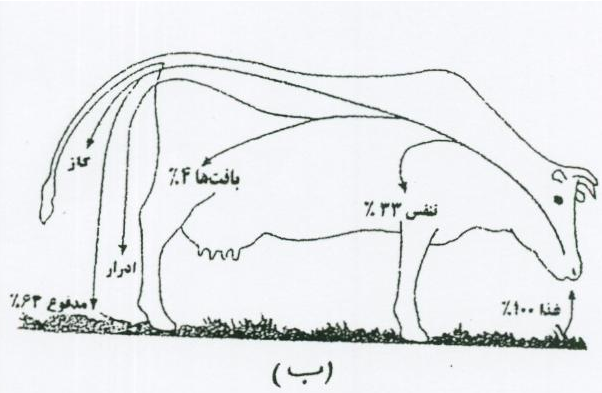 گاز
بافت‌ها ۴٪
تنفس ۳۳٪
ادرار
مدفوع ۶۳٪
غذا ۱۰۰٪
(ب)